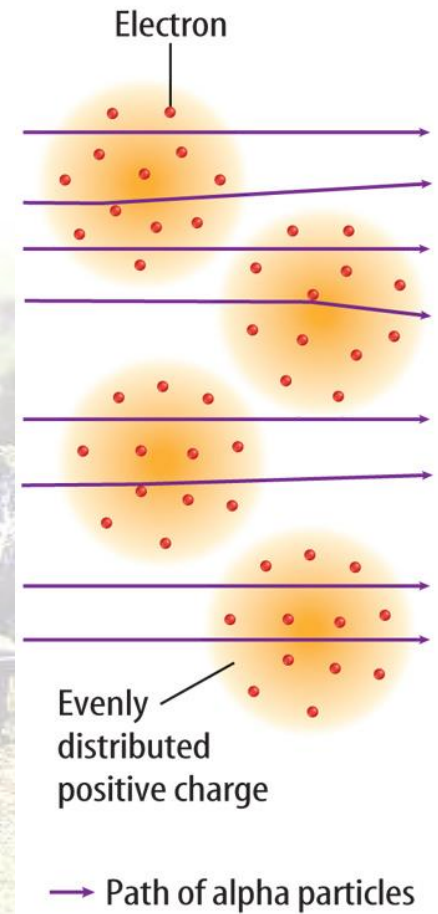 Electron
Evenly
distributed
positive charge
Path of alpha particles